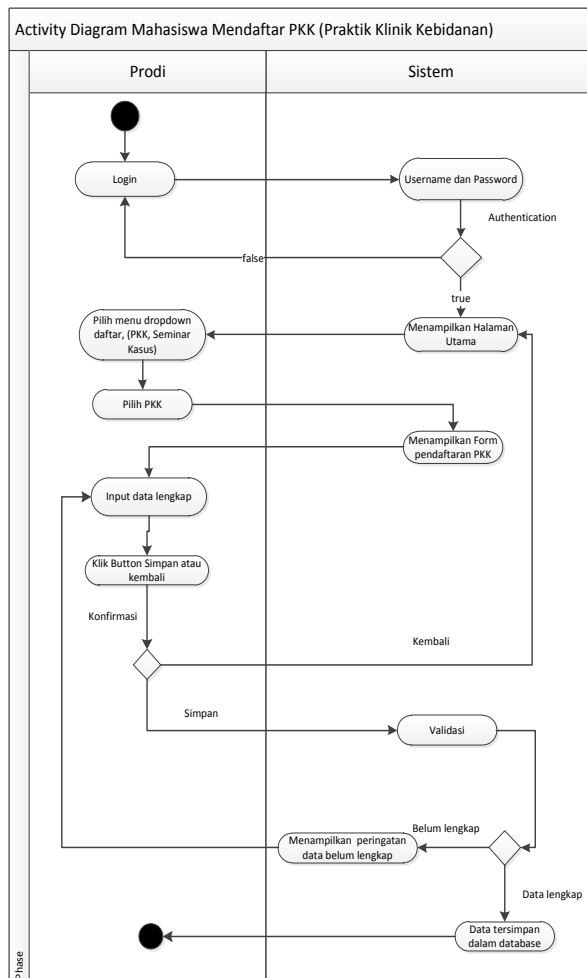 Activity Diagram Mahasiswa Mendaftar PKK (Praktik Klinik Kebidanan)
Prodi
Sistem
Login
Username dan Password
Authentication
false
true
Pilih menu dropdown
daftar, (PKK, Seminar
Kasus)
Menampilkan Halaman
Utama
Pilih PKK
Menampilkan Form
pendaftaran PKK
Input data lengkap
Klik Button Simpan atau
kembali
Konfirmasi
Kembali
Simpan
Validasi
Belum lengkap
Menampilkan peringatan
data belum lengkap
Data lengkap
Data tersimpan
dalam database
Phase